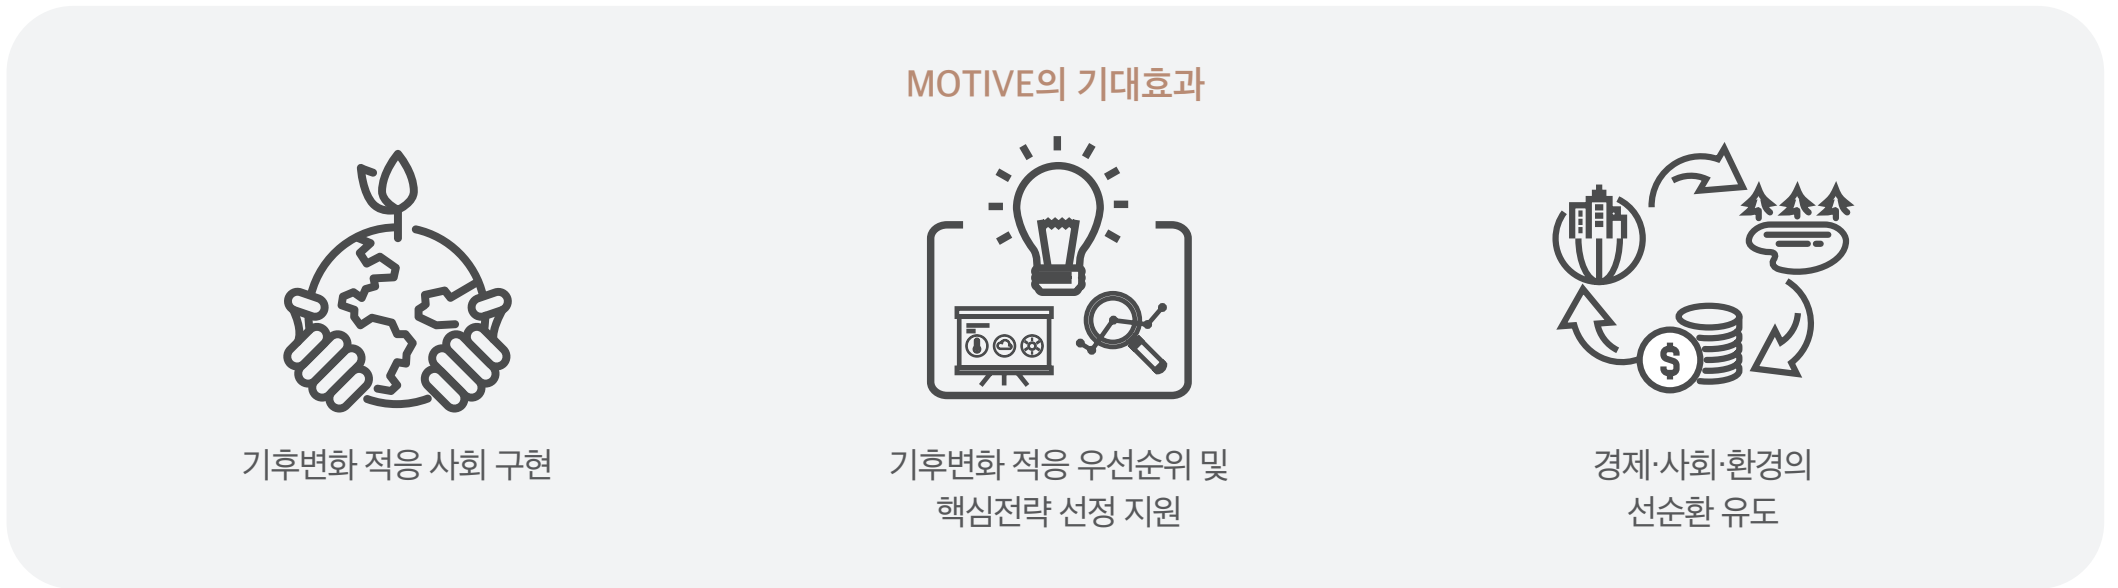 MOTIVE의 기대효과
$
기후변화 적응 사회 구현
기후변화 적응 우선순위 및
핵심전략 선정 지원
경제·사회·환경의
선순환 유도